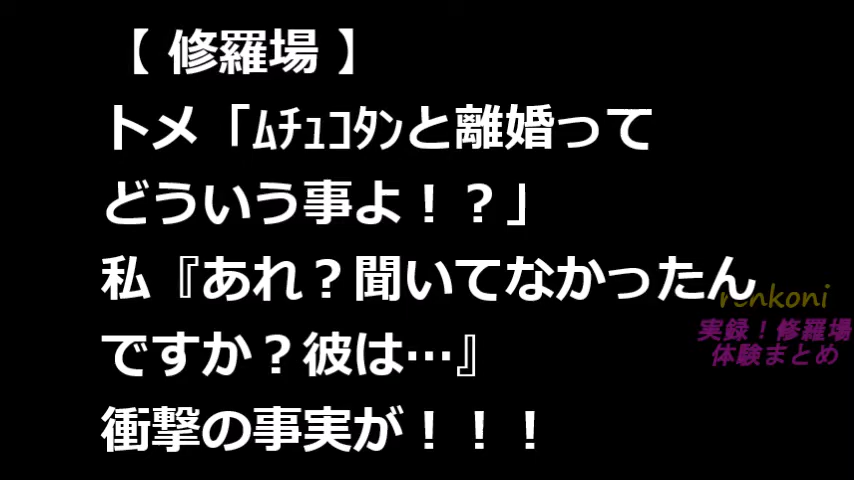 【 修羅場 】
トメ「ﾑﾁｭｺﾀﾝと離婚って
どういう事よ！？」
私『あれ？聞いてなかったん
ですか？彼は…』
衝撃の事実が！！！
renkoni
実録！修羅場
体験まとめ